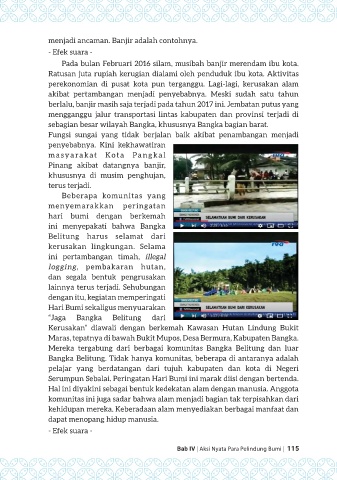 menjadi ancaman. Banjir adalah contohnya.
- Efek suara -
Pada bulan Februari 2016 silam, musibah banjir merendam ibu kota.
Ratusan juta rupiah kerugian dialami oleh penduduk ibu kota. Aktivitas
perekonomian di pusat kota pun terganggu. Lagi-lagi, kerusakan alam
akibat pertambangan menjadi penyebabnya. Meski sudah satu tahun
berlalu, banjir masih saja terjadi pada tahun 2017 ini. Jembatan putus yang
mengganggu jalur transportasi lintas kabupaten dan provinsi terjadi di
sebagian besar wilayah Bangka, khususnya Bangka bagian barat.
Fungsi sungai yang tidak berjalan baik akibat penambangan menjadi
penyebabnya. Kini kekhawatiran
masyarakat Kota Pangkal
Pinang akibat datangnya banjir,
khususnya di musim penghujan,
terus terjadi.
SELAMATKAN BUMI DARI KERUSAKAN
Beberapa komunitas yang
menyemarakkan peringatan
hari bumi dengan berkemah
ini menyepakati bahwa Bangka
Belitung harus selamat dari
kerusakan lingkungan. Selama
ini pertambangan timah, illegal
logging, pembakaran hutan,
dan segala bentuk pengrusakan
lainnya terus terjadi. Sehubungan
dengan itu, kegiatan memperingati
Hari Bumi sekaligus menyuarakan
SELAMATKAN BUMI DARI KERUSAKAN
"Jaga Bangka Belitung dari
Kerusakan" diawali dengan berkemah Kawasan Hutan Lindung Bukit
Maras, tepatnya di bawah Bukit Mupos, Desa Bermura, Kabupaten Bangka.
Mereka tergabung dari berbagai komunitas Bangka Belitung dan luar
Bangka Belitung. Tidak hanya komunitas, beberapa di antaranya adalah
pelajar yang berdatangan dari tujuh kabupaten dan kota di Negeri
Serumpun Sebalai. Peringatan Hari Bumi ini marak diisi dengan bertenda.
Hal ini diyakini sebagai bentuk kedekatan alam dengan manusia. Anggota
komunitas ini juga sadar bahwa alam menjadi bagian tak terpisahkan dari
kehidupan mereka. Keberadaan alam menyediakan berbagai manfaat dan
dapat menopang hidup manusia.
- Efek suara -
Bab IV | Aksi Nyata Para Pelindung Bumi | 115